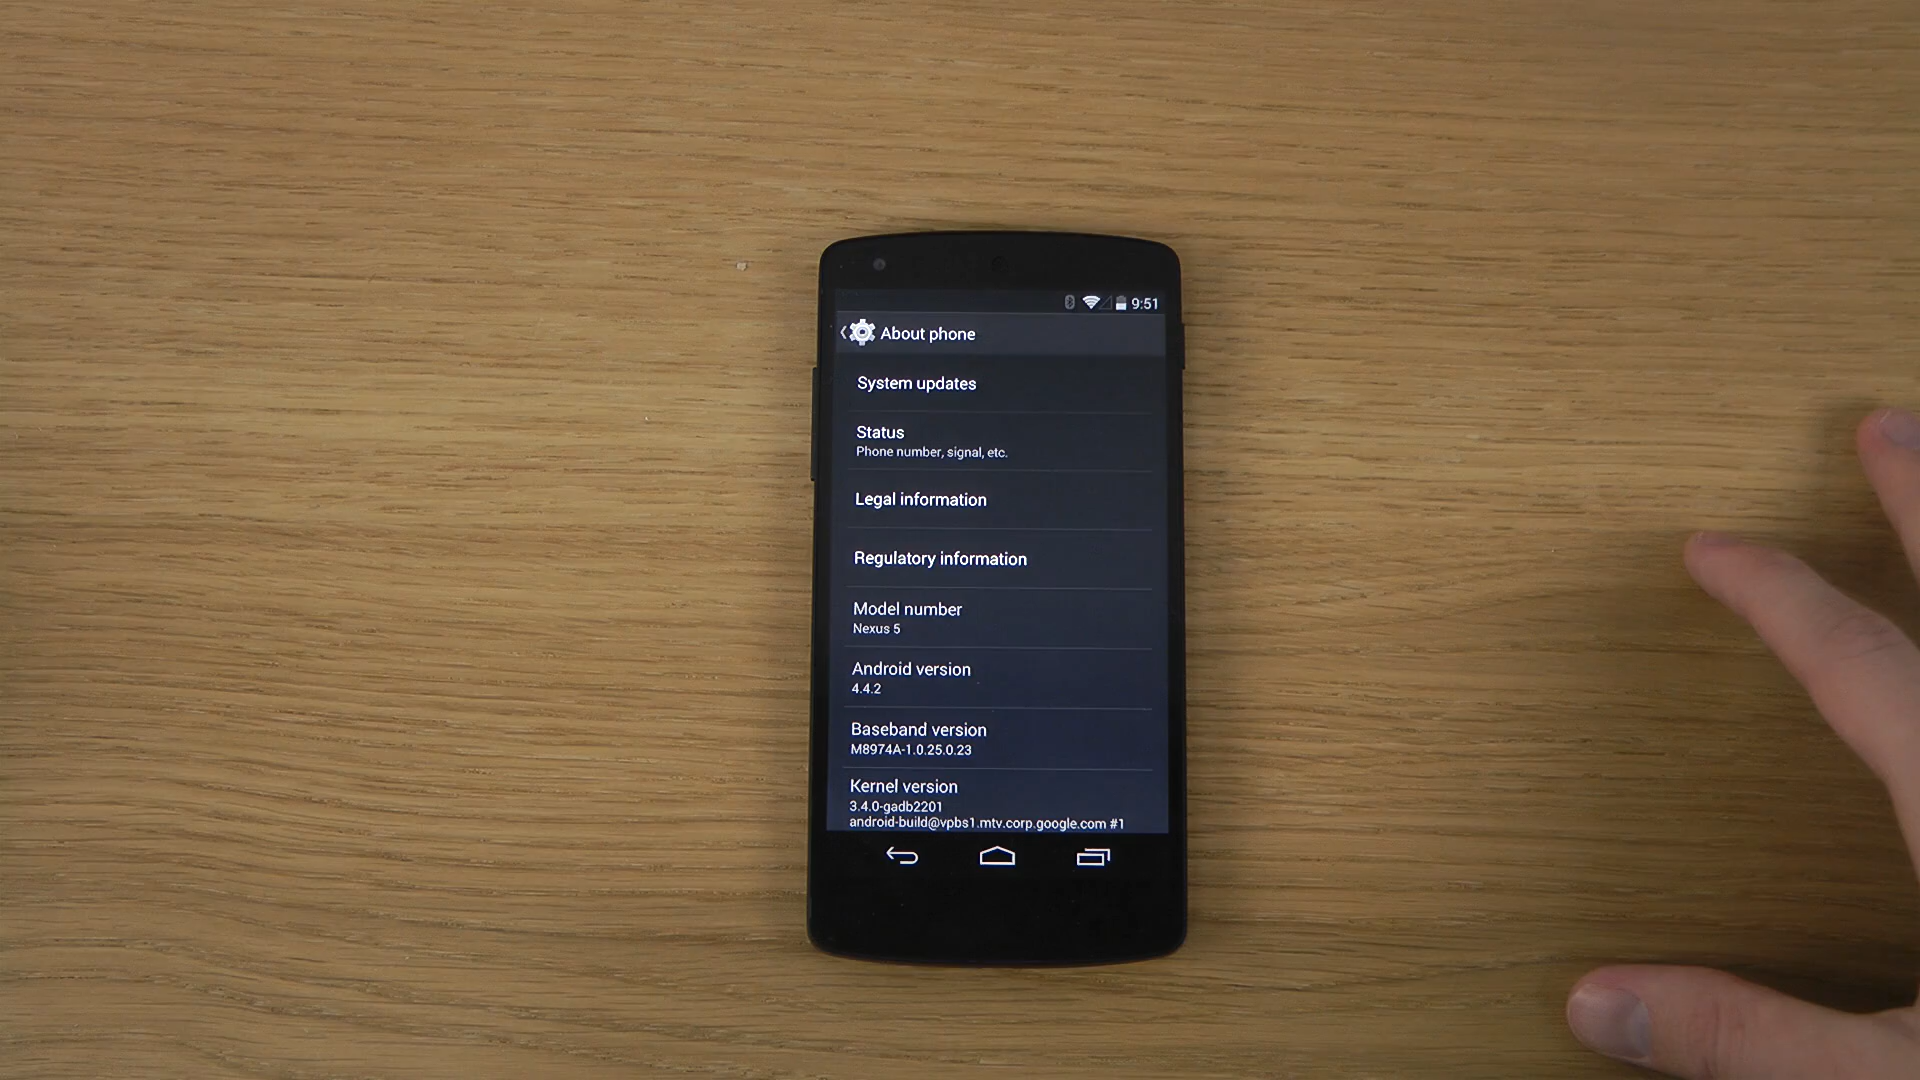 9:51
About phone
System updates
Status
Phone number, signal, etc.
Legal information
Regulatory information
Model number
Nexus 5
Android version
4.4.2
Baseband version
M8974A-1.0.25.0.23
Kernel version
3.4.0-gadb2201
android-build@vpbs1.mtv.corp.google.com #1